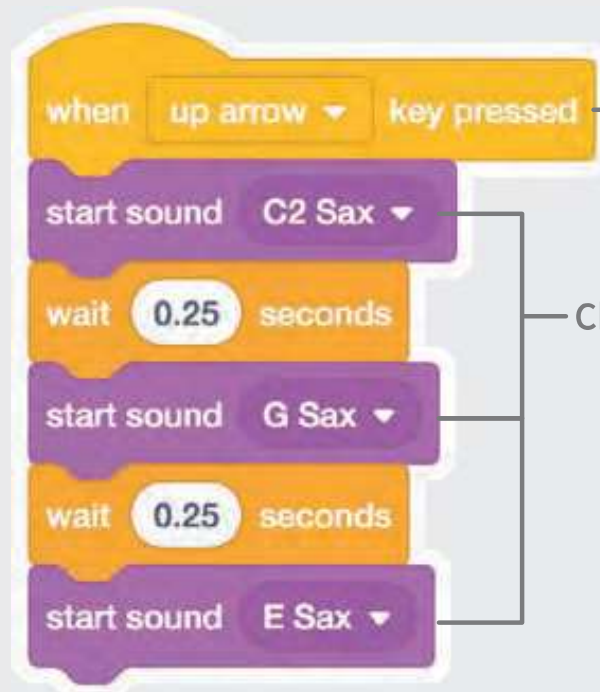 when up arrow key pressed
start sound C2 Sax
wait 0.25 seconds
start sound G Sax
wait 0.25 seconds
start sound E Sax